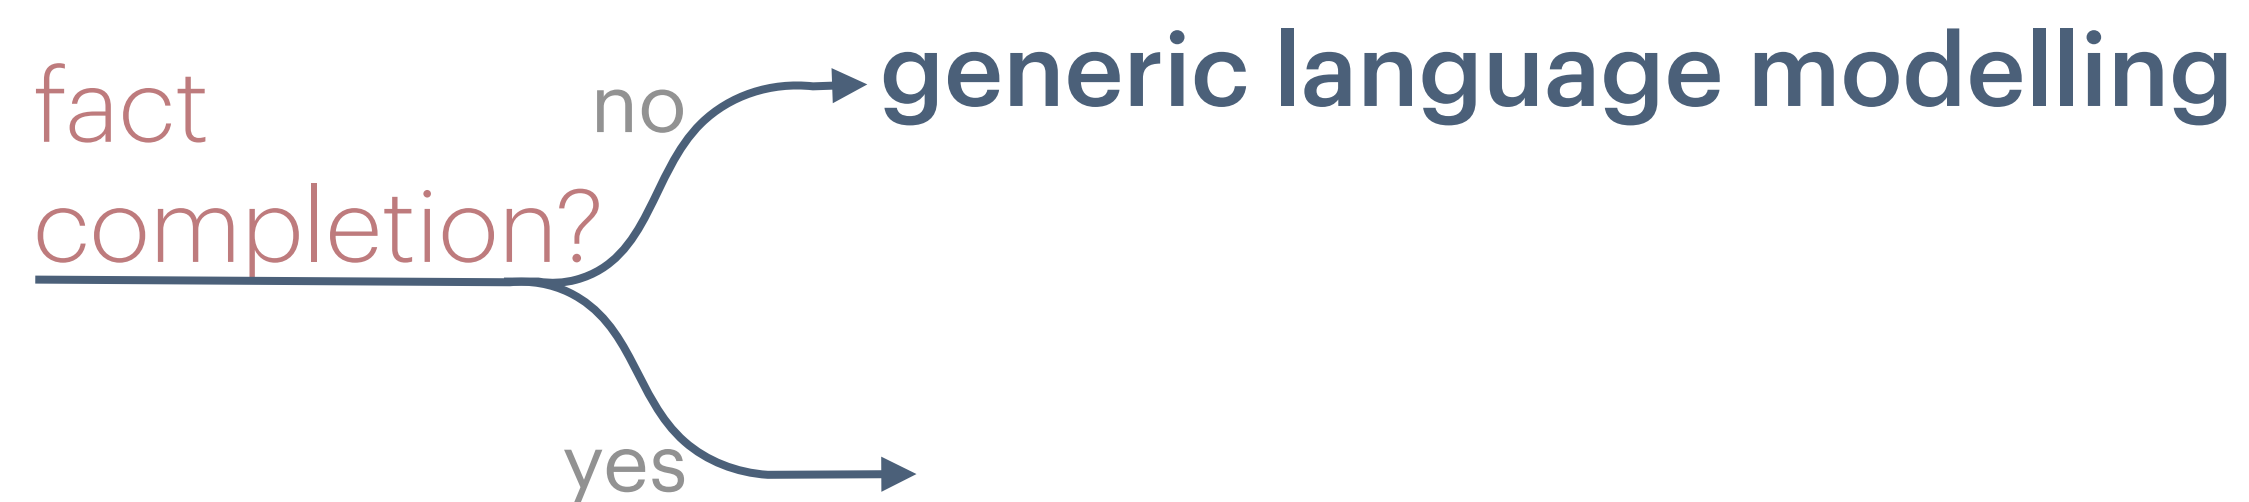 fact
completion?
no
generic language modelling
yes